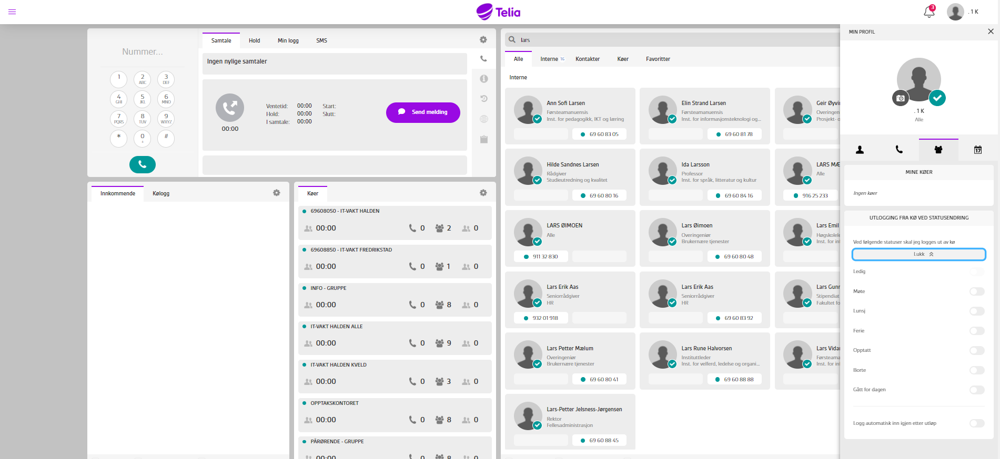 Telia
3
. 1 K
Nummer...
1
2
ABC
3
DEF
4
GHI
5
JKL
6
MNO
7
PQRS
8
TUV
9
WXYZ
*
0
+
#
Samtale
Hold
Min logg
SMS
Ingen nylige samtaler
00:00
Ventetid: 00:00
Hold: 00:00
I samtale: 00:00
Start:
Slutt:
Send melding
Innkommende
Kølogg
Køer
69608050 - IT-VAKT HALDEN
00:00 0 2 0
69608850 - IT-VAKT FREDRIKSTAD
00:00 0 1 0
INFO - GRUPPE
00:00 0 8 0
IT-VAKT HALDEN ALLE
00:00 0 9 0
IT-VAKT HALDEN KVELD
00:00 0 3 0
OPPTAKSKONTORET
00:00 0 8 0
PÅRØRENDE - GRUPPE
00:00 0 8 0
lars
Alle
Interne 16
Kontakter
Køer
Favoritter
Interne
Ann Sofi Larsen
Førsteamanuensis
Inst. for pedagogikk, IKT og læring
69 60 83 05
Elin Strand Larsen
Førsteamanuensis
Inst. for informasjonsteknologi og...
69 60 81 78
Geir Øyvi
Overingen
Prosjekt- o
Hilde Sandnes Larsen
Rådgiver
Studieutredning og kvalitet
69 60 80 16
Ida Larsson
Professor
Inst. for språk, litteratur og kultur
69 60 84 16
LARS MÆ
Alle
916 25 233
LARS ØIMOEN
Alle
911 32 830
Lars Øimoen
Overingeniør
Brukernære tjenester
69 60 80 48
Lars Emil
Høgskolele
Inst. for in
Lars Erik Aas
Seniorrådgiver
HR
932 01 918
Lars Erik Aas
Seniorrådgiver
HR
69 60 83 92
Lars Gunn
Stipendiat
Fakultet fo
Lars Petter Mælum
Overingeniør
Brukernære tjenester
69 60 80 41
Lars Rune Halvorsen
Instituttleder
Inst. for velferd, ledelse og organi...
69 60 88 88
Lars Vida
Førsteama
Inst. for in
Lars-Petter Jelsness-Jørgensen
Rektor
Fellesadministrasjon
69 60 88 45
MIN PROFIL
. 1 K
Alle
17
MINE KØER
Ingen køer
UTLOGGING FRA KØ VED STATUSENDRING
Ved følgende statuser skal jeg logges ut av kø
Lukk
Ledig
Møte
Lunsj
Ferie
Opptatt
Borte
Gått for dagen
Logg automatisk inn igjen etter utløp